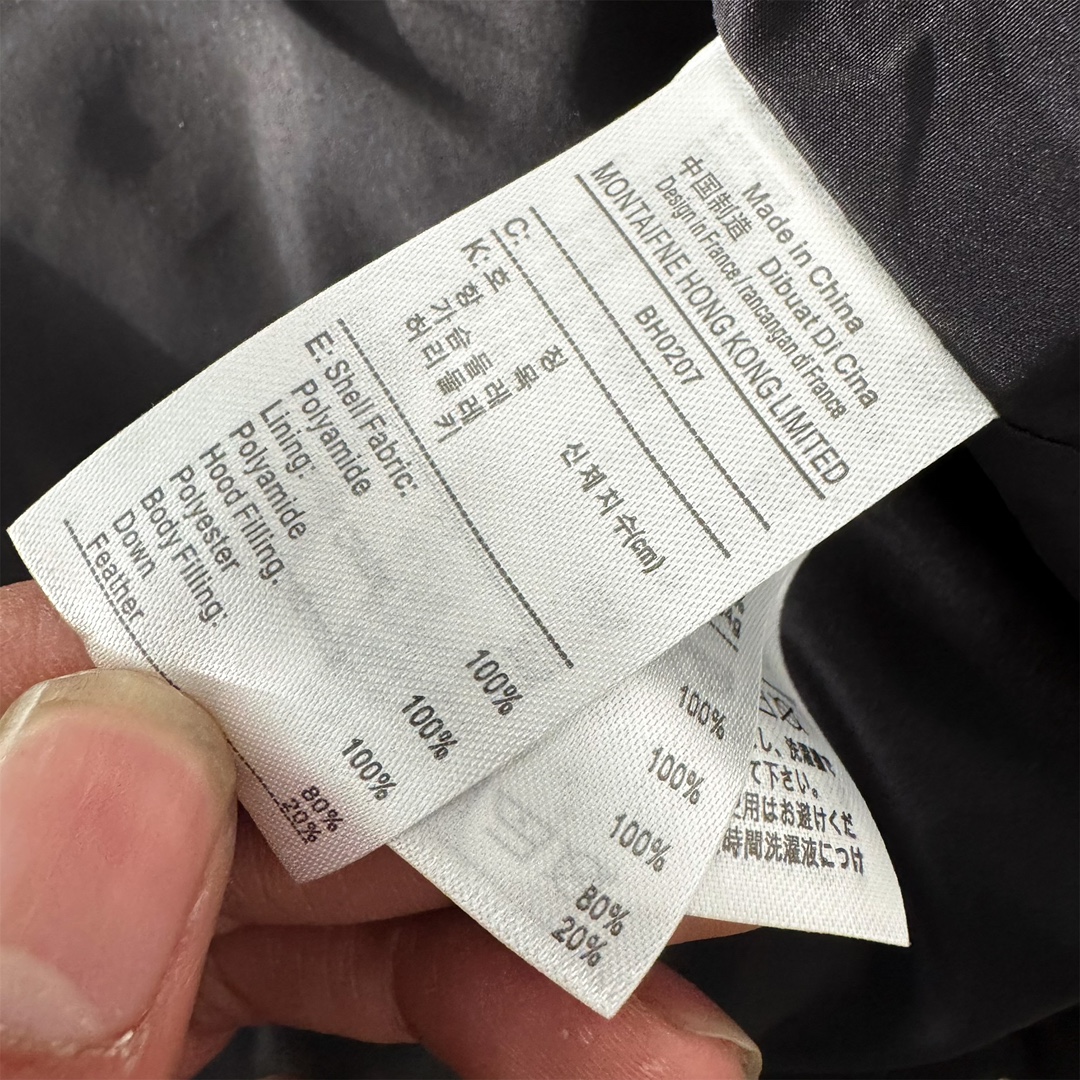 Made in China
中国制造 Dibuat Di Cina
Design in France / rancangan di France
MONTAIFNE HONG KONG LIMITED
BH0207
C:
K: 호칭 신체 치수(cm)
가슴둘레
허리둘레
키
E: Shell Fabric:
Polyamide 100%
Lining:
Polyamide 100%
Hood Filling:
Polyester 100%
Body Filling:
Down 80%
Feather 20%
100%
100%
100%
80%
20%
し、洗濯
て下さい。
用はお避けくだ
時間洗濯液につけ